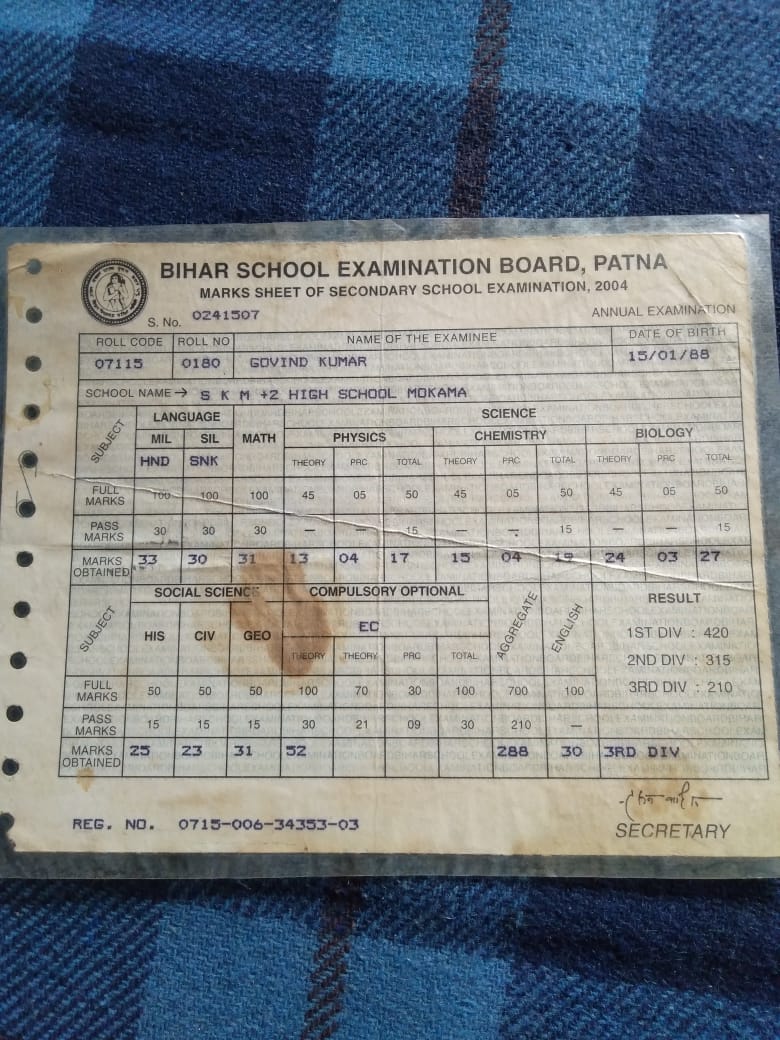 BIHAR SCHOOL EXAMINATION BOARD, PATNA
MARKS SHEET OF SECONDARY SCHOOL EXAMINATION, 2004
S. No. 0241507 ANNUAL EXAMINATION
ROLL CODE ROLL NO NAME OF THE EXAMINEE DATE OF BIRTH
07115 0180 GOVIND KUMAR 15/01/88
SCHOOL NAME → S K M +2 HIGH SCHOOL MOKAMA
SUBJECT LANGUAGE MATH SCIENCE
MIL SIL PHYSICS CHEMISTRY BIOLOGY
HND SNK THEORY PRC TOTAL THEORY PRC TOTAL THEORY PRC TOTAL
FULL MARKS 100 100 100 45 05 50 45 05 50 45 05 50
PASS MARKS 30 30 30 — — 15 — — 15 — — 15
MARKS OBTAINED 33 30 31 13 04 17 15 04 19 24 03 27
SUBJECT SOCIAL SCIENCE COMPULSORY OPTIONAL AGGREGATE ENGLISH RESULT
HIS CIV GEO EC 1ST DIV : 420
THEORY THEORY PRC TOTAL 2ND DIV : 315
FULL MARKS 50 50 50 100 70 30 100 700 100 3RD DIV : 210
PASS MARKS 15 15 15 30 21 09 30 210 —
MARKS OBTAINED 25 23 31 52 288 30 3RD DIV
REG. NO. 0715-006-34353-03
SECRETARY